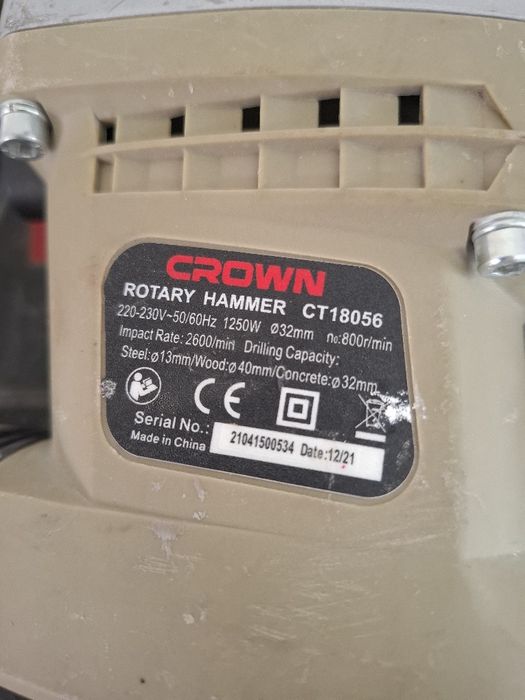 CROWN
ROTARY HAMMER CT18056
220-230V~50/60Hz 1250W Ø32mm n₀:800r/min
Impact Rate: 2600/min Drilling Capacity:
Steel:ø13mm/Wood:ø40mm/Concrete:ø32mm
CE
Serial No.: 21041500534 Date:12/21
Made in China